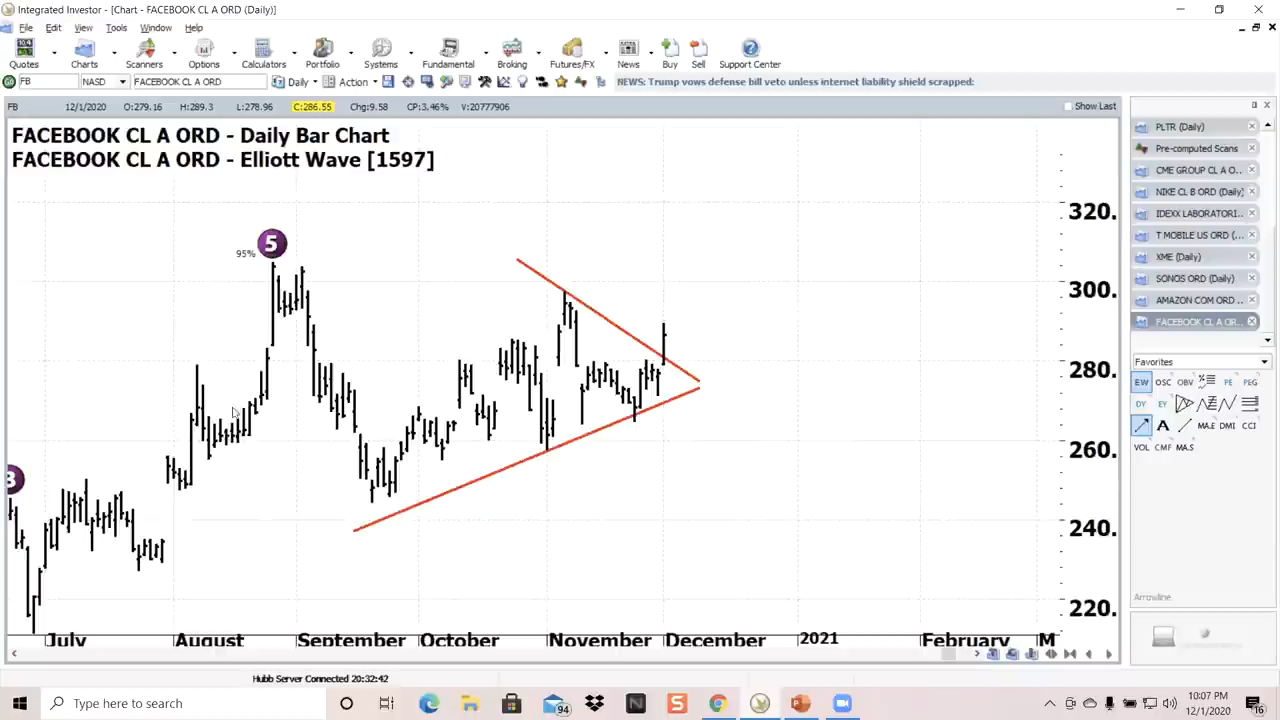 Integrated Investor - [Chart - FACEBOOK CL A ORD (Daily)]
File Edit View Tools Window Help
Quotes Charts Scanners Options Calculators Portfolio Systems Fundamental Broking Futures/FX News Buy Sell Support Center
FB NASD FACEBOOK CL A ORD Daily Action NEWS: Trump vows defense bill veto unless internet liability shield scrapped:
FB 12/1/2020 O:279.16 H:289.3 L:278.96 C:286.55 Chg:9.58 CP:3.46% V:20777906 Show Last
FACEBOOK CL A ORD - Daily Bar Chart
FACEBOOK CL A ORD - Elliott Wave [1597]
95% 5
3
320.
300.
280.
260.
240.
220.
July August September October November December 2021 February M
PLTR (Daily)
Pre-computed Scans
CME GROUP CL A O..
NIKE CL B ORD (Daily)
IDEXX LABORATORI..
T MOBILE US ORD (...
XME (Daily)
SONOS ORD (Daily)
AMAZON COM ORD ..
FACEBOOK CL A OR..
Favorites
EW OSC OBV PE PEG
DY EY
A MA.E DMI CCI
VOL CMF MA.S
Arrowline
Hubb Server Connected 20:32:42
Type here to search
94
N
S
10:07 PM
12/1/2020
16